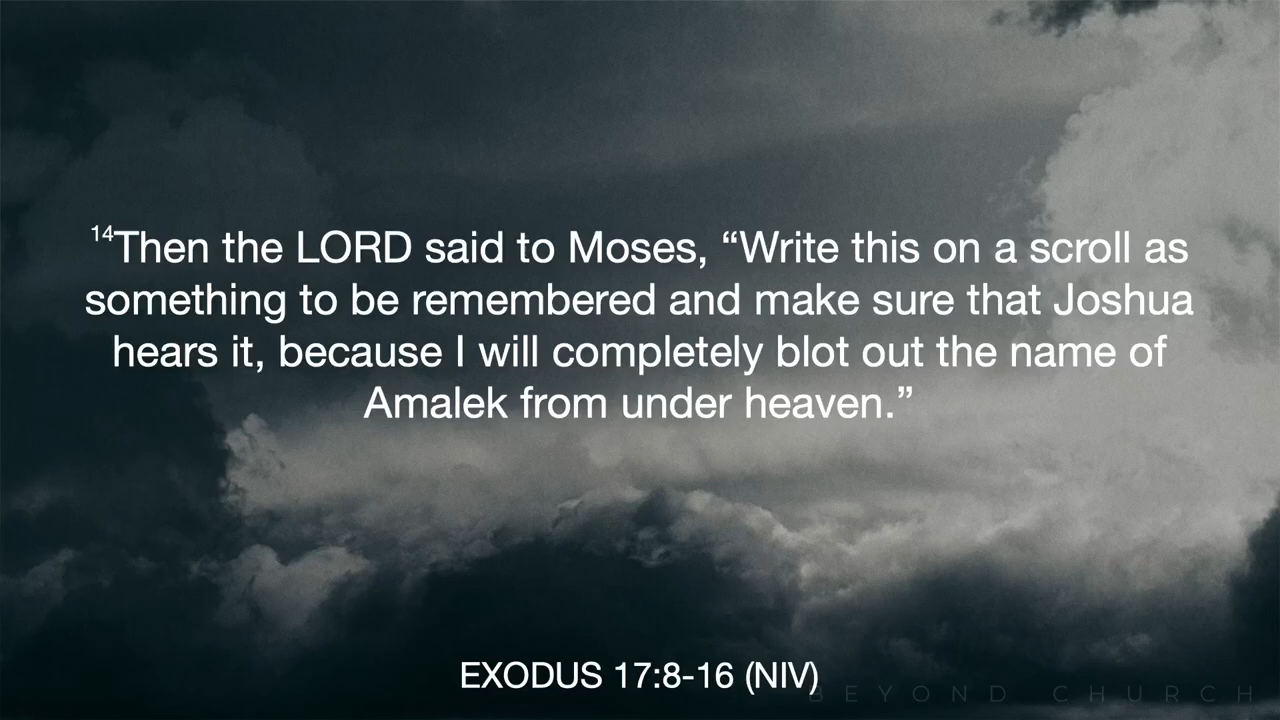 14Then the LORD said to Moses, “Write this on a scroll as
something to be remembered and make sure that Joshua
hears it, because I will completely blot out the name of
Amalek from under heaven.”
EXODUS 17:8-16 (NIV)
BEYOND CHURCH